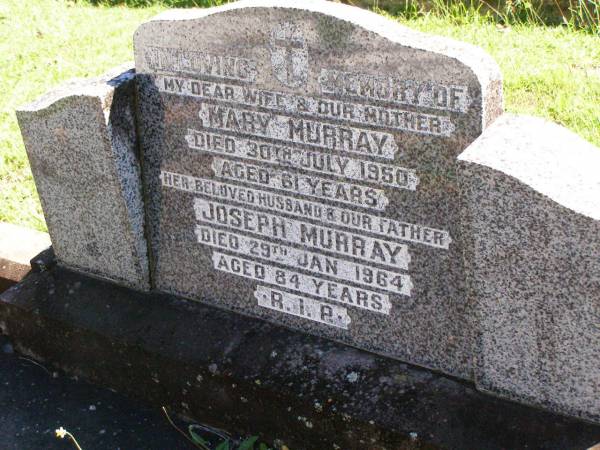 IN LOVING MEMORY OF
MY DEAR WIFE & OUR MOTHER
MARY MURRAY
DIED 30TH JULY 1950
AGED 61 YEARS
HER BELOVED HUSBAND & OUR FATHER
JOSEPH MURRAY
DIED 29TH JAN 1964
AGED 84 YEARS
· R. I. P ·